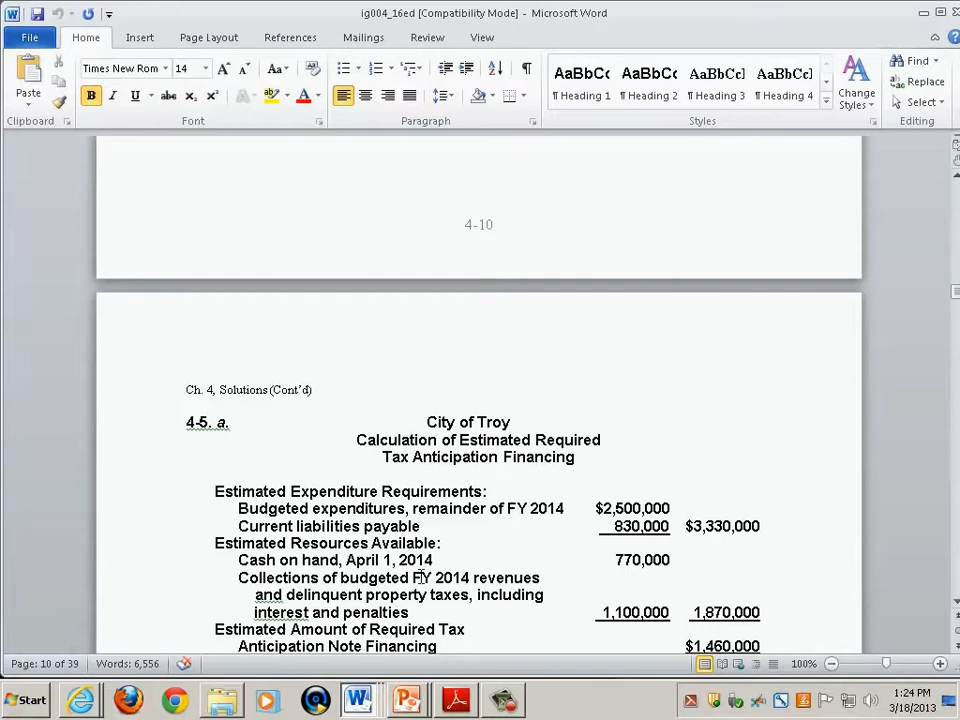 ig004_16ed [Compatibility Mode] - Microsoft Word
File Home Insert Page Layout References Mailings Review View
Paste
Times New Rom 14
Aa
B I U abc x₂ x² A ab A
AaBbCc AaBbCc AaBbCc] AaBbCc]
¶ Heading 1 ¶ Heading 2 ¶ Heading 3 ¶ Heading 4
Change
Styles
Find
Replace
Select
Clipboard Font Paragraph Styles Editing
4-10
Ch. 4, Solutions (Cont'd)
4-5. a. City of Troy
Calculation of Estimated Required
Tax Anticipation Financing
Estimated Expenditure Requirements:
Budgeted expenditures, remainder of FY 2014 $2,500,000
Current liabilities payable 830,000 $3,330,000
Estimated Resources Available:
Cash on hand, April 1, 2014 770,000
Collections of budgeted FY 2014 revenues
and delinquent property taxes, including
interest and penalties 1,100,000 1,870,000
Estimated Amount of Required Tax
Anticipation Note Financing $1,460,000
Page: 10 of 39 Words: 6,556 100%
Start 1:24 PM
3/18/2013